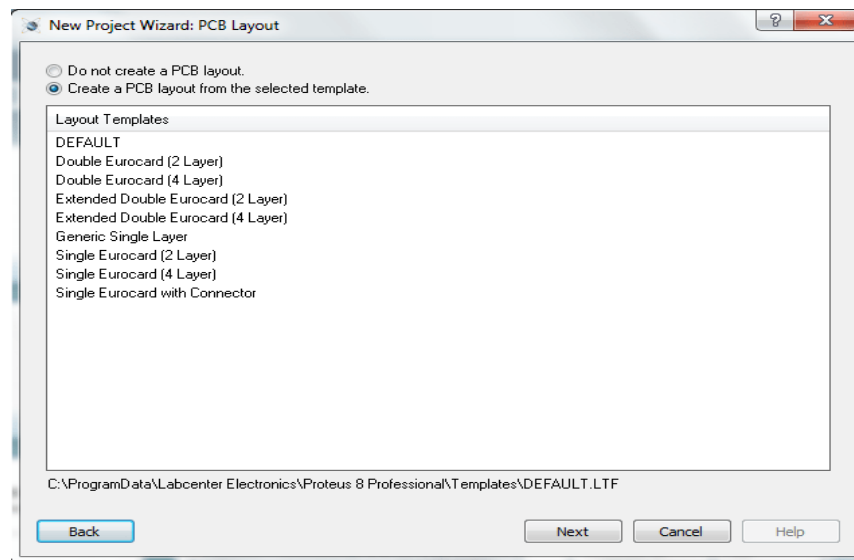 New Project Wizard: PCB Layout
Do not create a PCB layout.
Create a PCB layout from the selected template.
Layout Templates
DEFAULT
Double Eurocard (2 Layer)
Double Eurocard (4 Layer)
Extended Double Eurocard (2 Layer)
Extended Double Eurocard (4 Layer)
Generic Single Layer
Single Eurocard (2 Layer)
Single Eurocard (4 Layer)
Single Eurocard with Connector
C:\ProgramData\Labcenter Electronics\Proteus 8 Professional\Templates\DEFAULT.LTF
Back Next Cancel Help